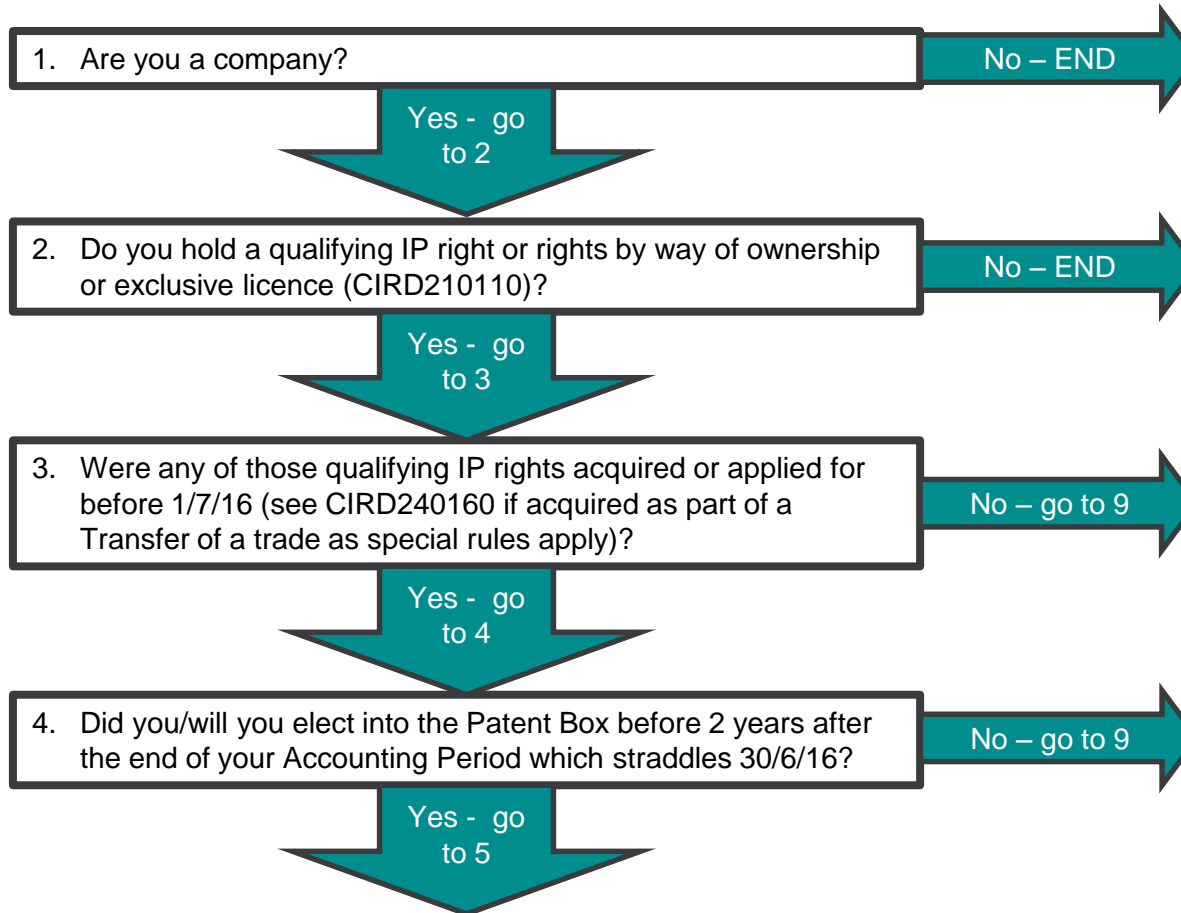 1. Are you a company?
No – END
Yes - go
to 2
2. Do you hold a qualifying IP right or rights by way of ownership
or exclusive licence (CIRD210110)?
No – END
Yes - go
to 3
3. Were any of those qualifying IP rights acquired or applied for
before 1/7/16 (see CIRD240160 if acquired as part of a
Transfer of a trade as special rules apply)?
No – go to 9
Yes - go
to 4
4. Did you/will you elect into the Patent Box before 2 years after
the end of your Accounting Period which straddles 30/6/16?
No – go to 9
Yes - go
to 5